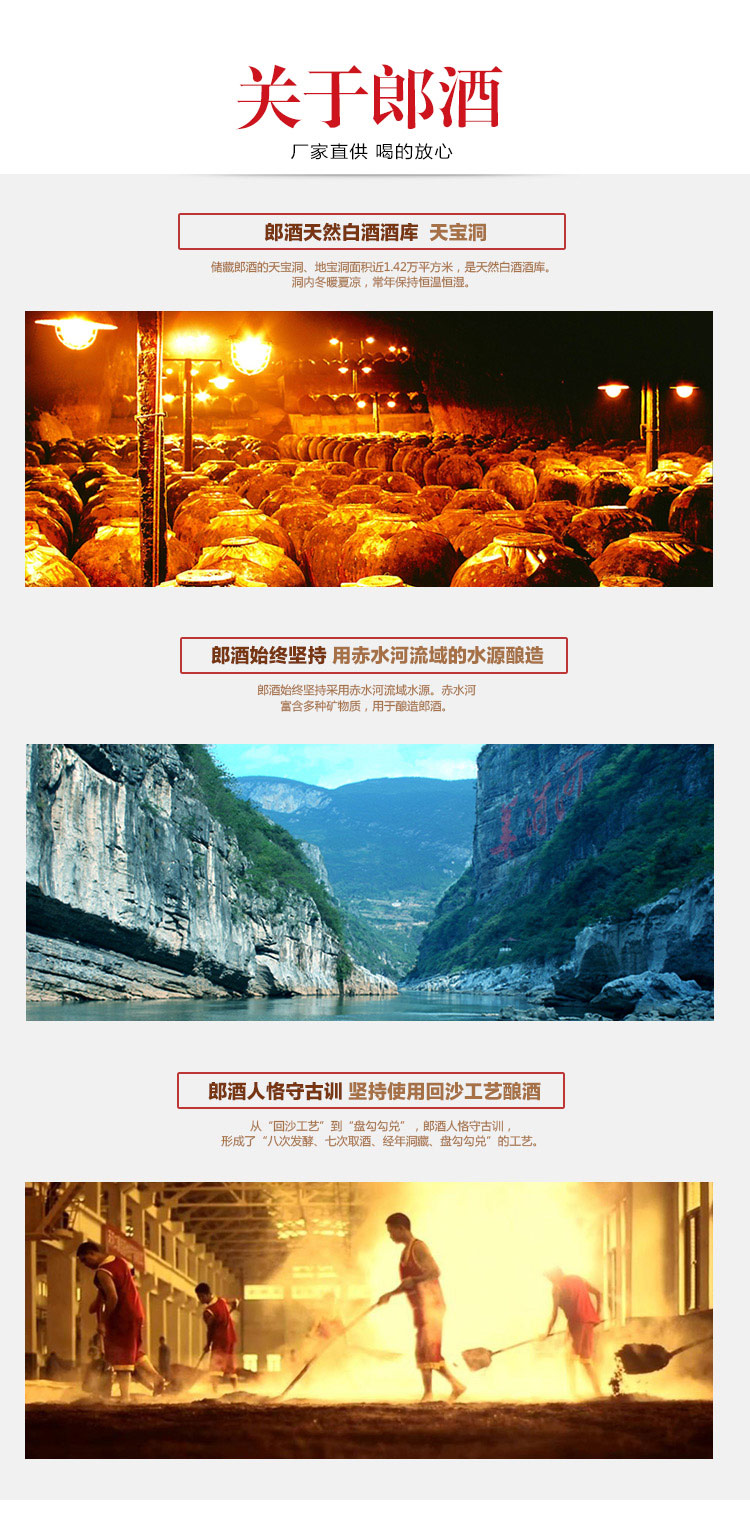 关于郎酒
厂家直供 喝的放心
郎酒天然白酒酒库 天宝洞
储藏郎酒的天宝洞、地宝洞面积近1.42万平方米，是天然白酒酒库。
洞内冬暖夏凉，常年保持恒温恒湿。
郎酒始终坚持 用赤水河流域的水源酿造
郎酒始终坚持采用赤水河流域水源。赤水河
富含多种矿物质，用于酿造郎酒。
美酒河
郎酒人恪守古训 坚持使用回沙工艺酿酒
从“回沙工艺”到“盘勾勾兑”，郎酒人恪守古训，
形成了“八次发酵、七次取酒、经年洞藏、盘勾勾兑”的工艺。